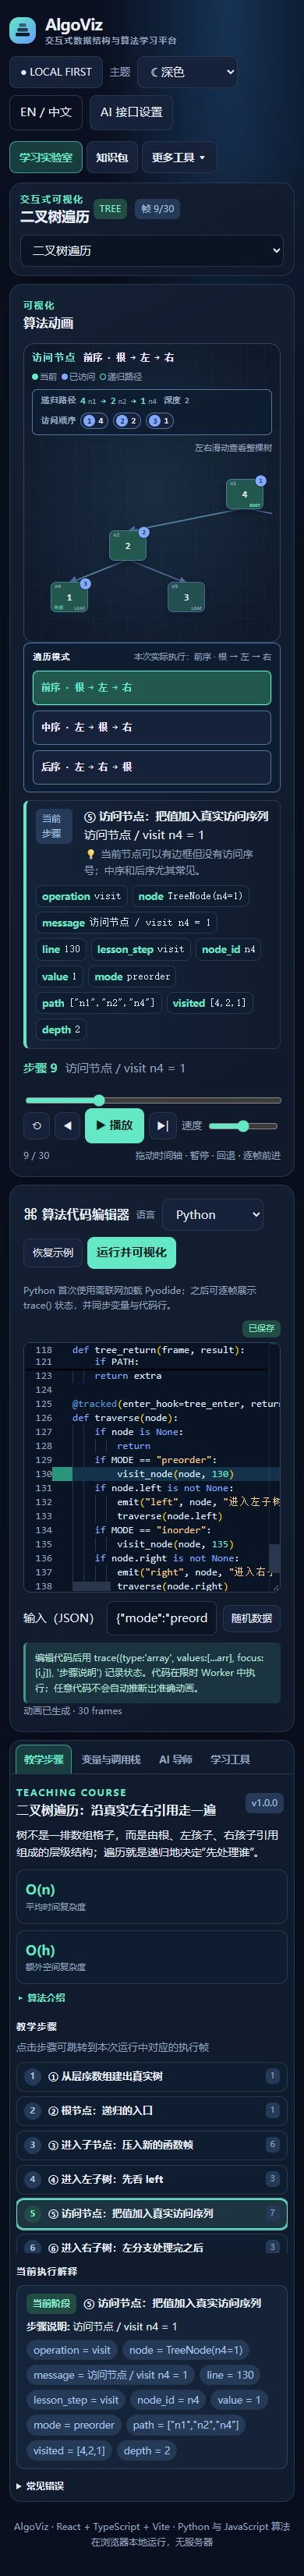 AlgoViz
交互式数据结构与算法学习平台
● LOCAL FIRST 主题 ☾ 深色
EN / 中文 AI 接口设置
学习实验室 知识包 更多工具 ▼
交互式可视化
二叉树遍历 TREE 帧 9/30
二叉树遍历
可视化
算法动画
访问节点 前序 · 根 → 左 → 右
当前 已访问 递归路径
递归路径 4 n1 → 2 n2 → 1 n4 深度 2
访问顺序 1 4 2 2 3 1
左右滑动查看整棵树
n1 1
4
ROOT
n2 2
2
n4 3
1
当前 LEAF
n5
3
LEAF
遍历模式 本次实际执行：前序 · 根 → 左 → 右
前序 · 根 → 左 → 右
中序 · 左 → 根 → 右
后序 · 左 → 右 → 根
当前步骤
⑤ 访问节点：把值加入真实访问序列
访问节点 / visit n4 = 1
💡 当前节点可以有边框但没有访问序
号；中序和后序尤其常见。
operation visit node TreeNode(n4=1)
message 访问节点 / visit n4 = 1
line 130 lesson_step visit node_id n4
value 1 mode preorder
path ["n1","n2","n4"] visited [4,2,1]
depth 2
步骤 9 访问节点 / visit n4 = 1
⟲ ◀ ▶ 播放 ▶| 速度
9 / 30 拖动时间轴 · 暂停 · 回退 · 逐帧前进
⌘ 算法代码编辑器 语言 Python
恢复示例 运行并可视化
Python 首次使用需联网加载 Pyodide；之后可逐帧展示
trace() 状态，并同步变量与代码行。
已保存
118 def tree_return(frame, result):
121 if PATH:
123 return extra
124
125 @tracked(enter_hook=tree_enter, return
126 def traverse(node):
127 if node is None:
128 return
129 if MODE == "preorder":
130 visit_node(node, 130)
131 if node.left is not None:
132 emit("left", node, "进入左子树
133 traverse(node.left)
134 if MODE == "inorder":
135 visit_node(node, 135)
136 if node.right is not None:
137 emit("right", node, "进入右子
138 traverse(node.right)
输入（JSON） {"mode":"preord 随机数据
编辑代码后用 trace({type:'array', values:[...arr], focus:
[i,j]}, '步骤说明') 记录状态。代码在限时 Worker 中执
行；任意代码不会自动推断出准确动画。
动画已生成 · 30 frames
教学步骤 变量与调用栈 AI 导师 学习工具
TEACHING COURSE
二叉树遍历：沿真实左右引用走一遍 v1.0.0
树不是一排数组格子，而是由根、左孩子、右孩子引用
组成的层级结构；遍历就是递归地决定“先处理谁”。
O(n)
平均时间复杂度
O(h)
额外空间复杂度
▸ 算法介绍
教学步骤
点击步骤可跳转到本次运行中对应的执行帧
1 ① 从层序数组建出真实树 1
2 ② 根节点：递归的入口 1
3 ③ 进入子节点：压入新的函数帧 6
4 ④ 进入左子树：先看 left 3
5 ⑤ 访问节点：把值加入真实访问序列 7
6 ⑥ 进入右子树：左分支处理完之后 3
当前执行解释
当前阶段 ⑤ 访问节点：把值加入真实访问序列
步骤说明: 访问节点 / visit n4 = 1
operation = visit node = TreeNode(n4=1)
message = 访问节点 / visit n4 = 1 line = 130
lesson_step = visit node_id = n4 value = 1
mode = preorder path = ["n1","n2","n4"]
visited = [4,2,1] depth = 2
▸ 常见错误
AlgoViz · React + TypeScript + Vite · Python 与 JavaScript 算法
在浏览器本地运行，无服务器